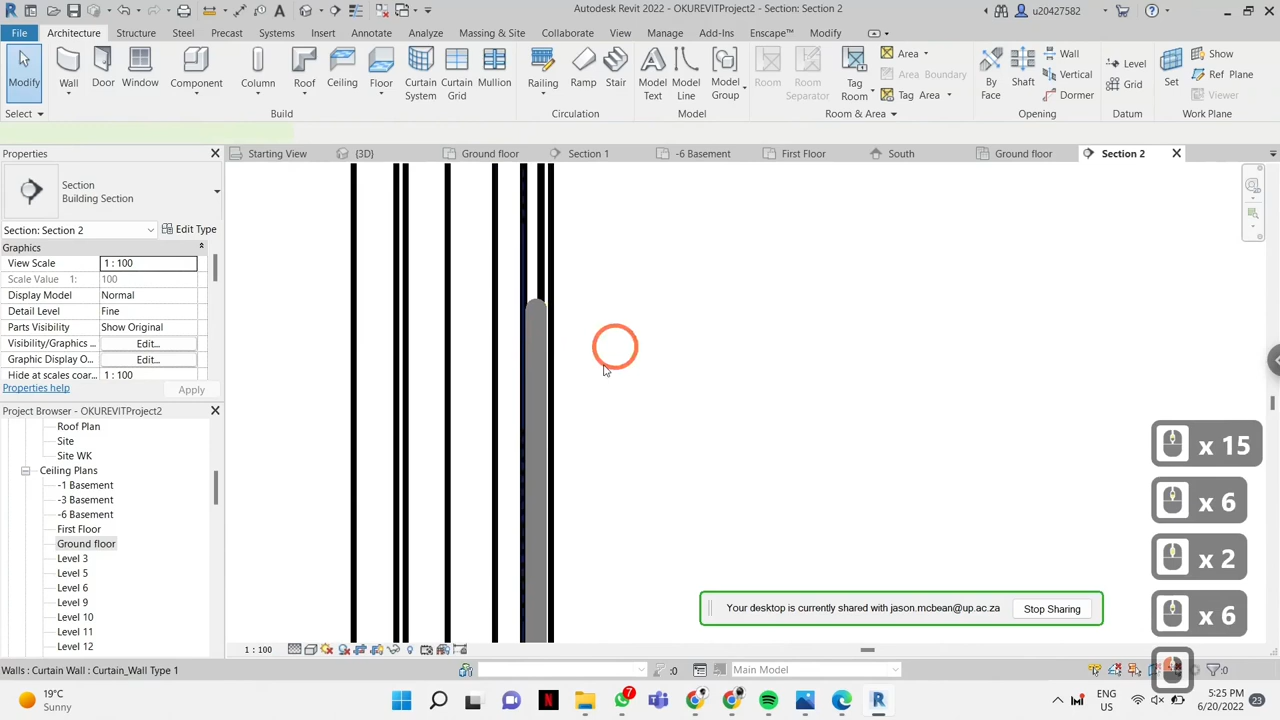 Autodesk Revit 2022 - OKUREVITProject2 - Section: Section 2
u20427582
File Architecture Structure Steel Precast Systems Insert Annotate Analyze Massing & Site Collaborate View Manage Add-Ins Enscape™ Modify
Modify Wall Door Window Component Column Roof Ceiling Floor Curtain System Curtain Grid Mullion Railing Ramp Stair Model Text Model Line Model Group Room Room Separator Tag Room
Area
Area Boundary
Tag Area
By Face
Shaft
Wall
Vertical
Dormer
Level
Grid
Set
Show
Ref Plane
Viewer
Select Build Circulation Model Room & Area Opening Datum Work Plane
Properties
Starting View {3D} Ground floor Section 1 -6 Basement First Floor South Ground floor Section 2
Section
Building Section
Section: Section 2 Edit Type
Graphics
View Scale 1 : 100
Scale Value 1: 100
Display Model Normal
Detail Level Fine
Parts Visibility Show Original
Visibility/Graphics ... Edit...
Graphic Display O... Edit...
Hide at scales coar... 1 : 100
Properties help Apply
Project Browser - OKUREVITProject2
Roof Plan
Site
Site WK
Ceiling Plans
-1 Basement
-3 Basement
-6 Basement
First Floor
Ground floor
Level 3
Level 5
Level 6
Level 9
Level 10
Level 11
Level 12
x 15
x 6
x 2
x 6
Your desktop is currently shared with jason.mcbean@up.ac.za Stop Sharing
1 : 100
Walls : Curtain Wall : Curtain_Wall Type 1 :0 Main Model :0
19°C
Sunny
7
ENG
US
5:25 PM
6/20/2022
23